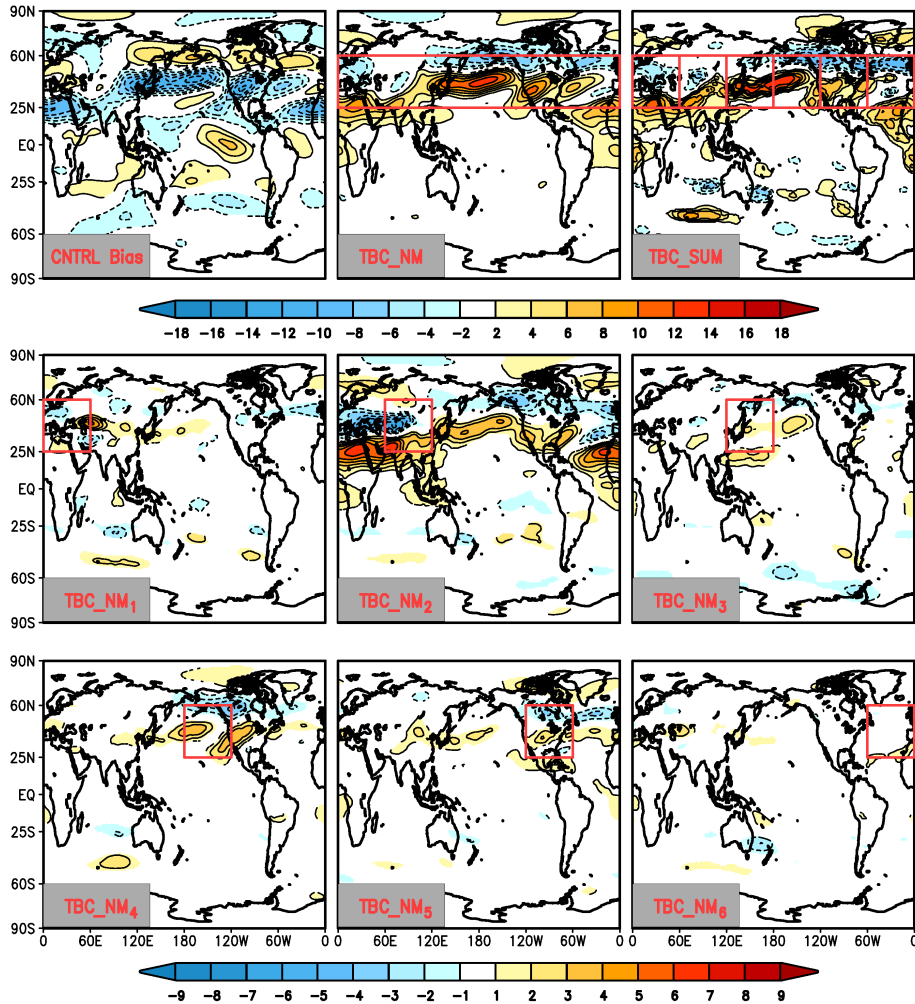 90N
60N
25N
EQ
25S
60S
90S
CNTRL Bias
TBC_NM
TBC_SUM
-18 -16 -14 -12 -10 -8 -6 -4 -2 2 4 6 8 10 12 14 16 18
90N
60N
25N
EQ
25S
60S
90S
TBC_NM1
TBC_NM2
TBC_NM3
90N
60N
25N
EQ
25S
60S
90S
TBC_NM4
TBC_NM5
TBC_NM6
0 60E 120E 180 120W 60W 0 60E 120E 180 120W 60W 0 60E 120E 180 120W 60W 0
-9 -8 -7 -6 -5 -4 -3 -2 -1 1 2 3 4 5 6 7 8 9